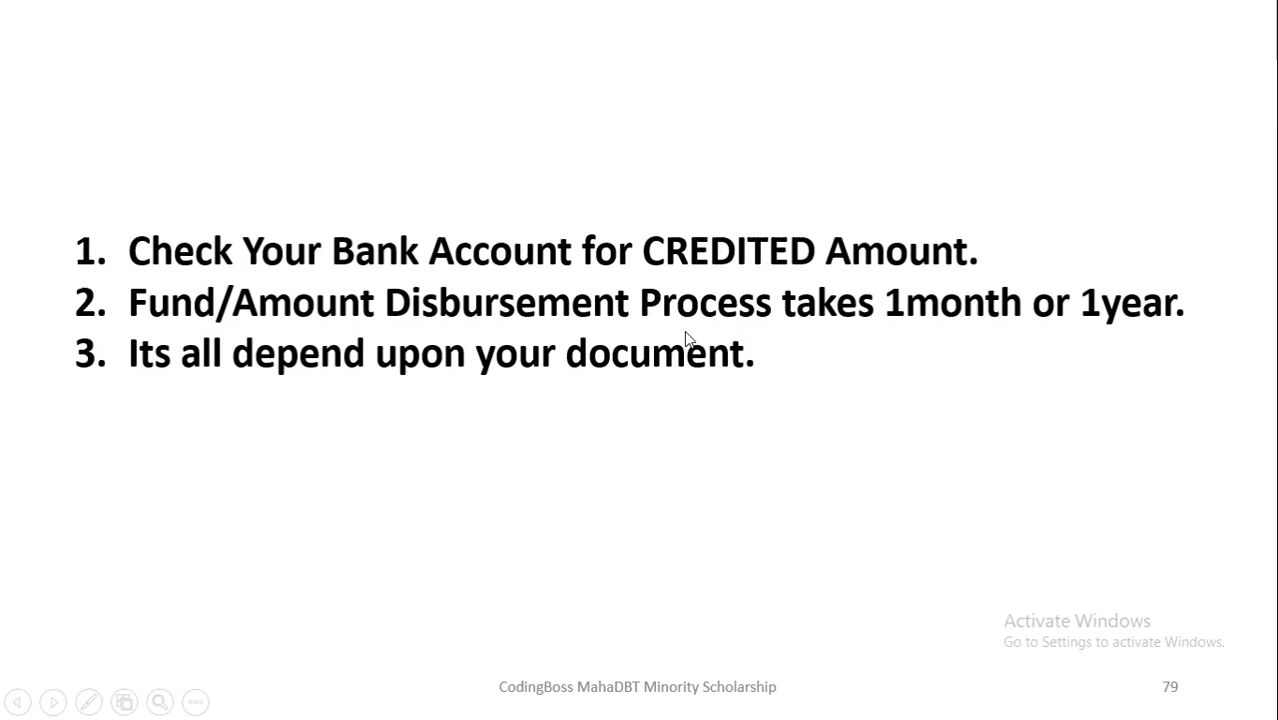 1. Check Your Bank Account for CREDITED Amount.
2. Fund/Amount Disbursement Process takes 1month or 1year.
3. Its all depend upon your document.
Activate Windows
Go to Settings to activate Windows.
CodingBoss MahaDBT Minority Scholarship
79